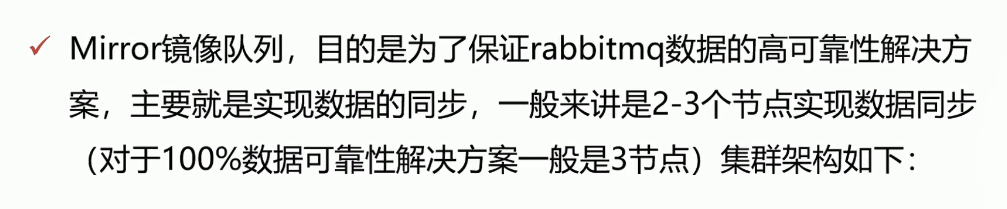 ✓ Mirror镜像队列，目的是为了保证rabbitmq数据的高可靠性解决方
案，主要就是实现数据的同步，一般来讲是2-3个节点实现数据同步
（对于100%数据可靠性解决方案一般是3节点）集群架构如下：